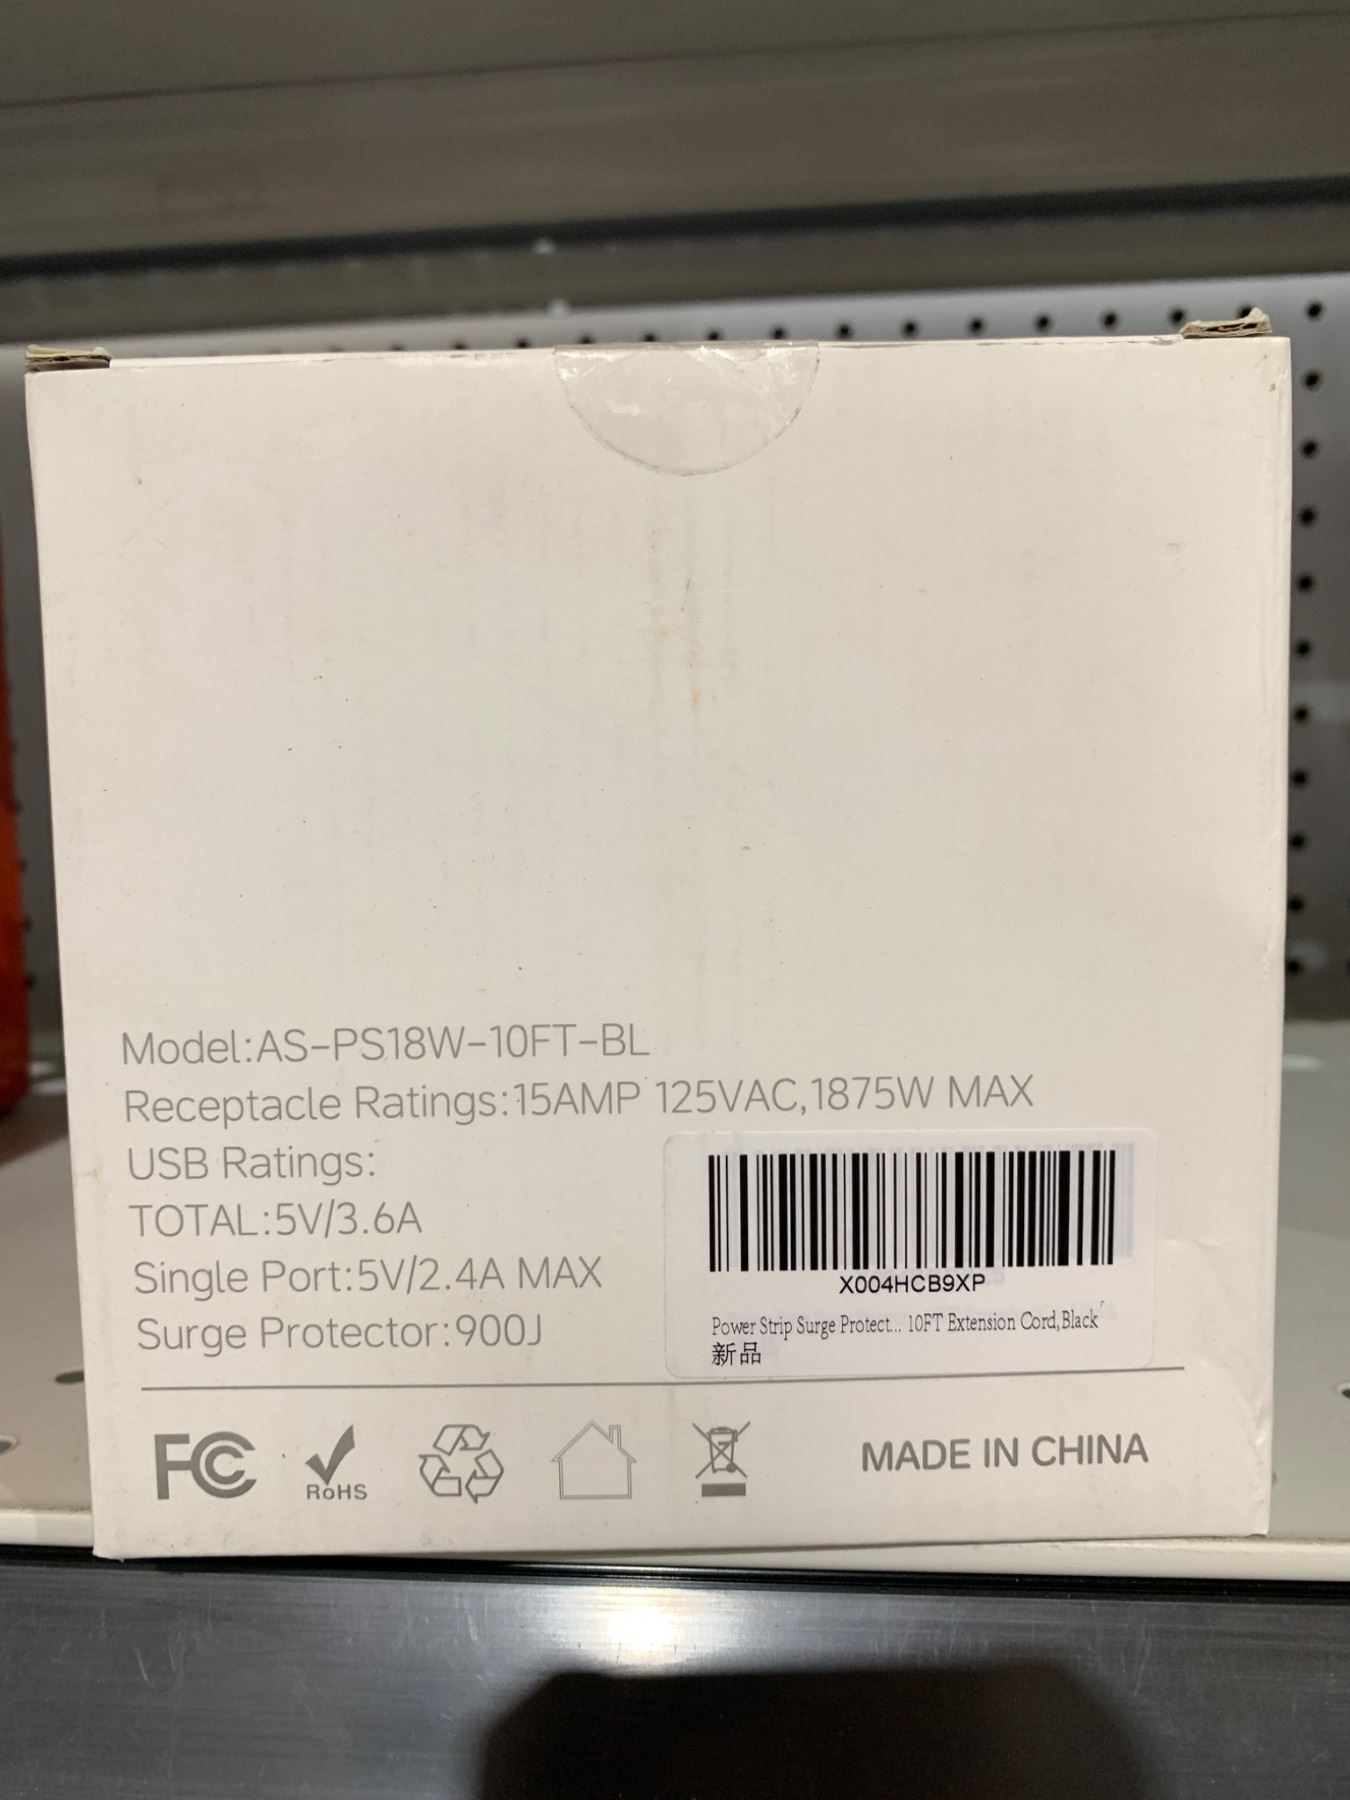 Model:AS-PS18W-10FT-BL
Receptacle Ratings:15AMP 125VAC,1875W MAX
USB Ratings:
TOTAL:5V/3.6A
Single Port:5V/2.4A MAX
Surge Protector:900J
X004HCB9XP
Power Strip Surge Protect... 10FT Extension Cord,Black
新品
FC
RoHS
MADE IN CHINA